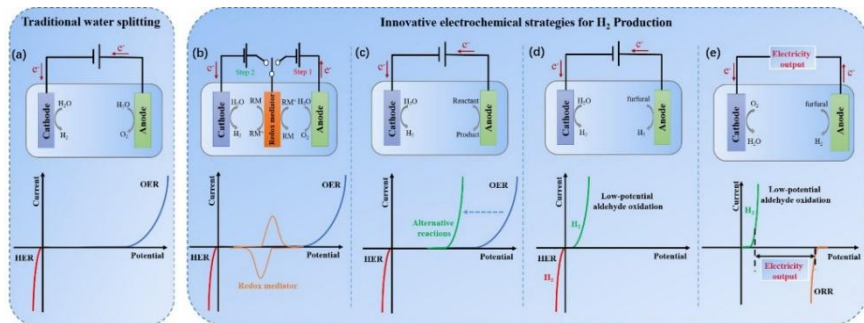 Traditional water splitting
Innovative electrochemical strategies for H₂ Production
(a)
e⁻
e⁻
Cathode
H₂O
H₂
H₂O
O₂
Anode
Current
OER
HER
Potential
(b)
e⁻
Step 2
Step 1
e⁻
Cathode
H₂O
H₂
RM
RM
Redox mediator
RM
RM
H₂O
O₂
Anode
Current
OER
HER
Potential
Redox mediator
(c)
e⁻
e⁻
Cathode
H₂O
H₂
Reactant
Product
Anode
Current
OER
Alternative
reactions
HER
Potential
(d)
e⁻
e⁻
Cathode
H₂O
H₂
furfural
H₂
Anode
Current
Low-potential
aldehyde oxidation
H₂
HER
Potential
H₂
(e)
Electricity
output
e⁻
e⁻
Cathode
O₂
H₂O
furfural
H₂
Anode
Current
Low-potential
aldehyde oxidation
H₂
Potential
Electricity
output
ORR